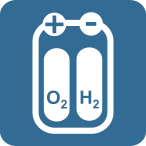 + -
O₂ H₂